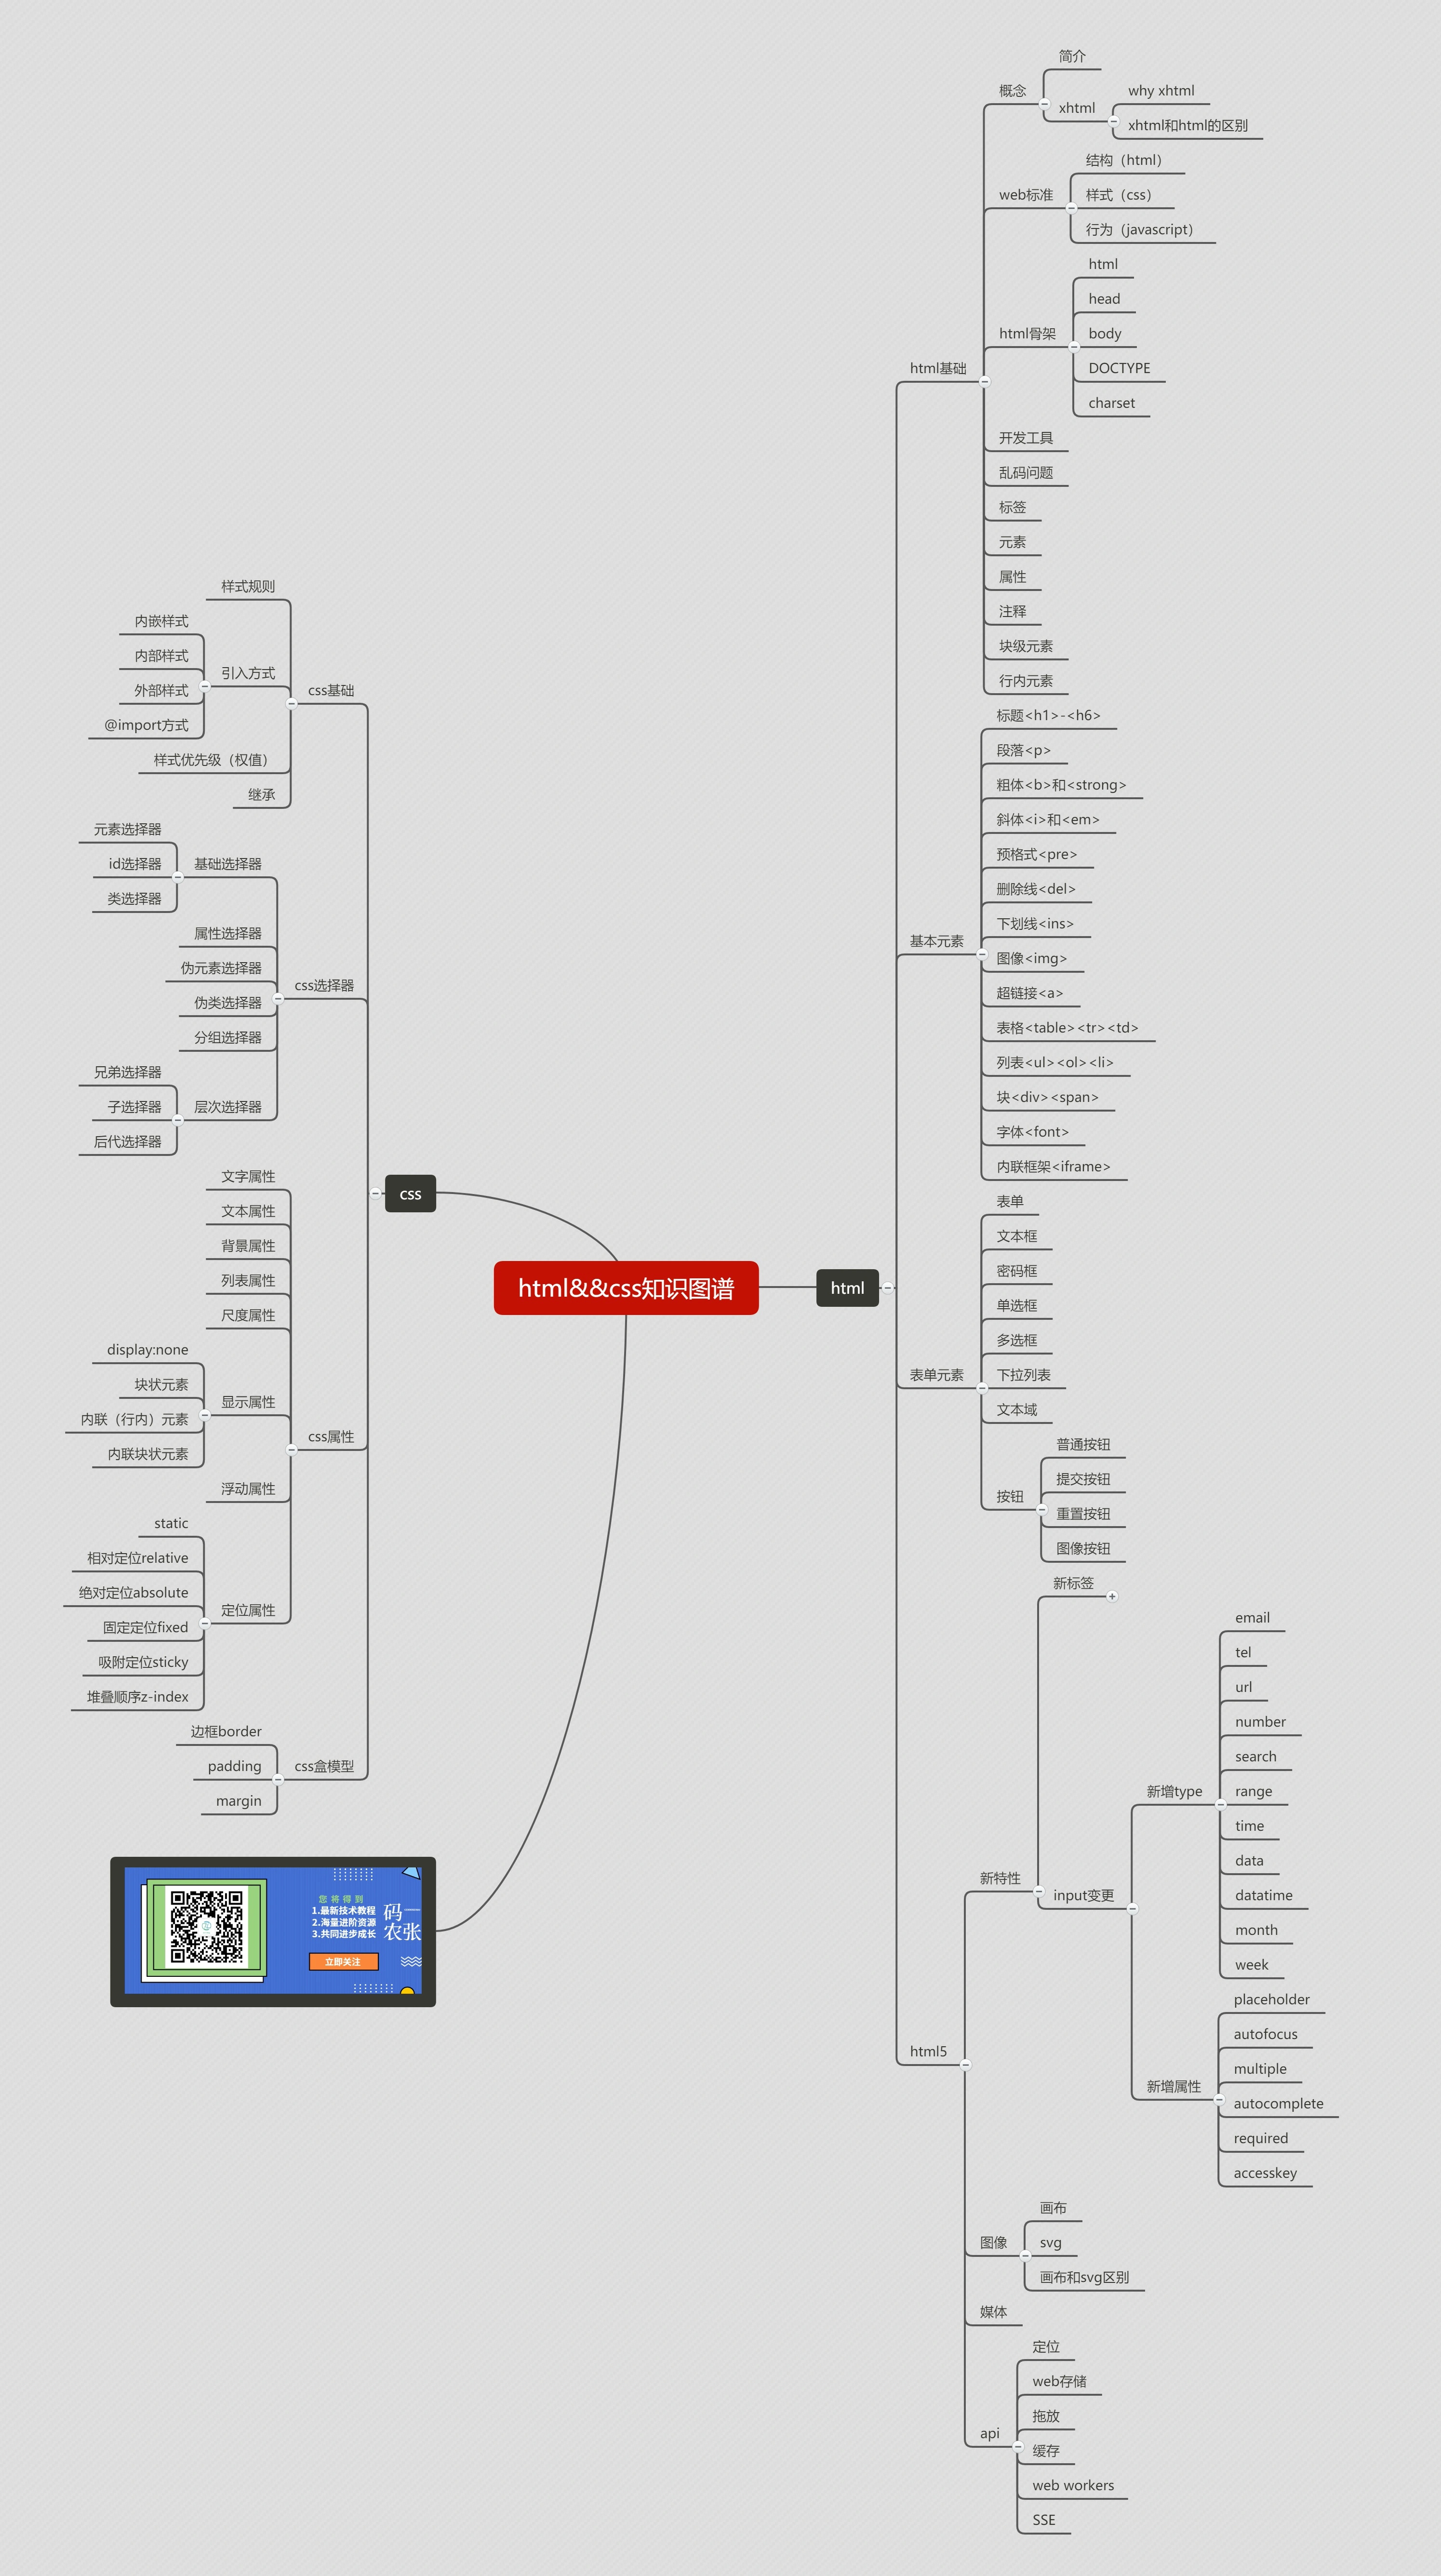 html&&css知识图谱
html
html基础
概念
简介
xhtml
why xhtml
xhtml和html的区别
web标准
结构（html）
样式（css）
行为（javascript）
html骨架
html
head
body
DOCTYPE
charset
开发工具
乱码问题
标签
元素
属性
注释
块级元素
行内元素
基本元素
标题<h1>-<h6>
段落<p>
粗体<b>和<strong>
斜体<i>和<em>
预格式<pre>
删除线<del>
下划线<ins>
图像<img>
超链接<a>
表格<table><tr><td>
列表<ul><ol><li>
块<div><span>
字体<font>
内联框架<iframe>
表单元素
表单
文本框
密码框
单选框
多选框
下拉列表
文本域
按钮
普通按钮
提交按钮
重置按钮
图像按钮
html5
新特性
新标签
input变更
新增type
email
tel
url
number
search
range
time
data
datatime
month
week
新增属性
placeholder
autofocus
multiple
autocomplete
required
accesskey
图像
画布
svg
画布和svg区别
媒体
api
定位
web存储
拖放
缓存
web workers
SSE
css
css基础
样式规则
引入方式
内嵌样式
内部样式
外部样式
@import方式
样式优先级（权值）
继承
css选择器
基础选择器
元素选择器
id选择器
类选择器
属性选择器
伪元素选择器
伪类选择器
分组选择器
层次选择器
兄弟选择器
子选择器
后代选择器
css属性
文字属性
文本属性
背景属性
列表属性
尺度属性
显示属性
display:none
块状元素
内联（行内）元素
内联块状元素
浮动属性
定位属性
static
相对定位relative
绝对定位absolute
固定定位fixed
吸附定位sticky
堆叠顺序z-index
css盒模型
边框border
padding
margin
您将得到
1.最新技术教程
2.海量进阶资源
3.共同进步成长
立即关注
码一
农张